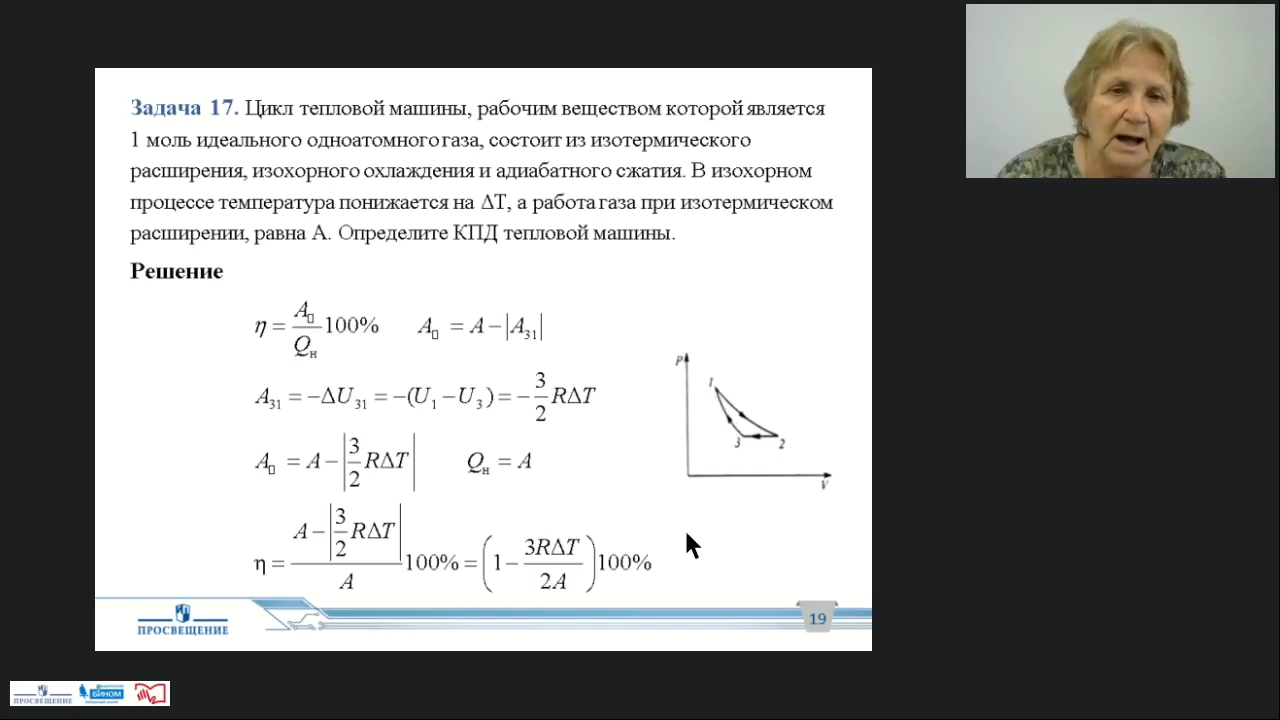 Задача 17. Цикл тепловой машины, рабочим веществом которой является
1 моль идеального одноатомного газа, состоит из изотермического
расширения, изохорного охлаждения и адиабатного сжатия. В изохорном
процессе температура понижается на ΔT, а работа газа при изотермическом
расширении, равна A. Определите КПД тепловой машины.
Решение
η = A▯/Qн 100%   A▯ = A − |A₃₁|
A₃₁ = −ΔU₃₁ = −(U₁ − U₃) = −3/2 RΔT
A▯ = A − |3/2 RΔT|   Qн = A
η = (A − |3/2 RΔT|)/A 100% = (1 − 3RΔT/2A) 100%
P
1
3
2
V
ПРОСВЕЩЕНИЕ
19
ПРОСВЕЩЕНИЕ
БИНОМ